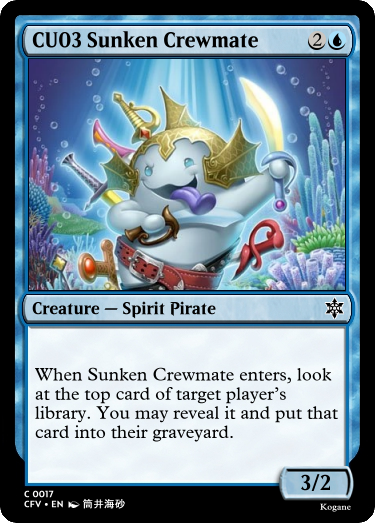 CU03 Sunken Crewmate 2
Creature — Spirit Pirate
When Sunken Crewmate enters, look
at the top card of target player's
library. You may reveal it and put that
card into their graveyard.
3/2
C 0017
CFV • EN 筒井海砂
Kogane